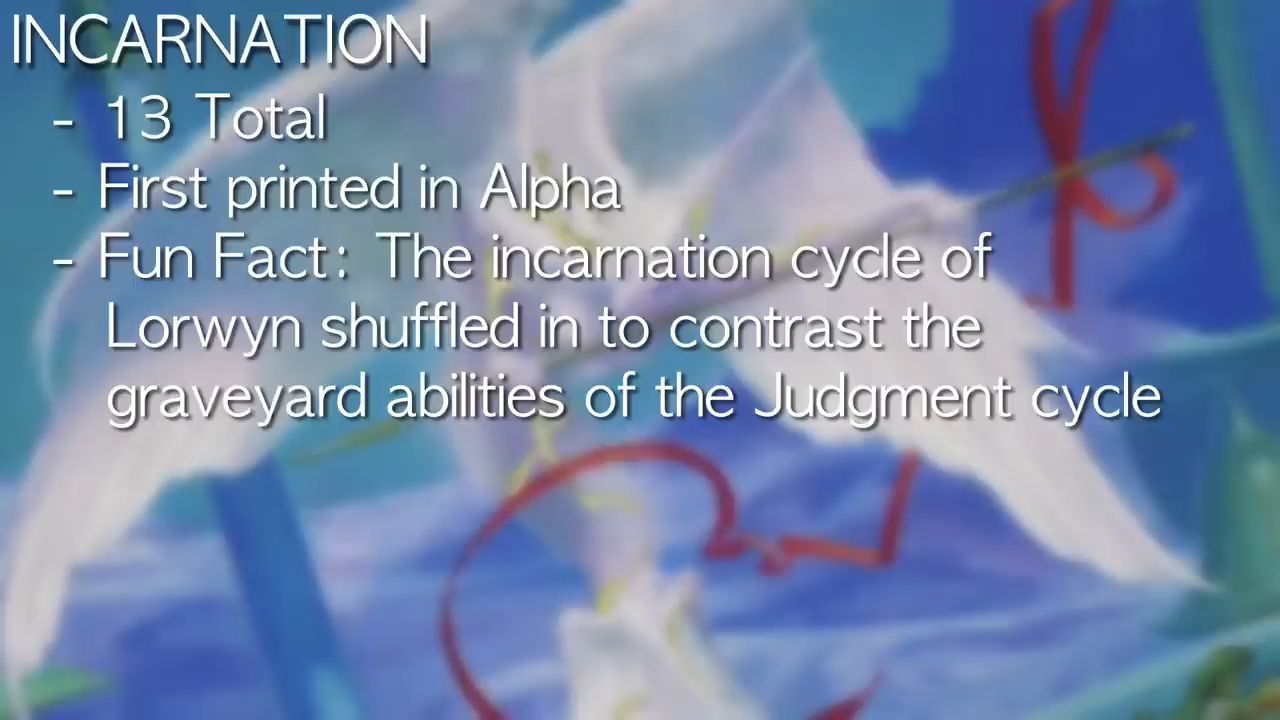 INCARNATION
- 13 Total
- First printed in Alpha
- Fun Fact: The incarnation cycle of
Lorwyn shuffled in to contrast the
graveyard abilities of the Judgment cycle